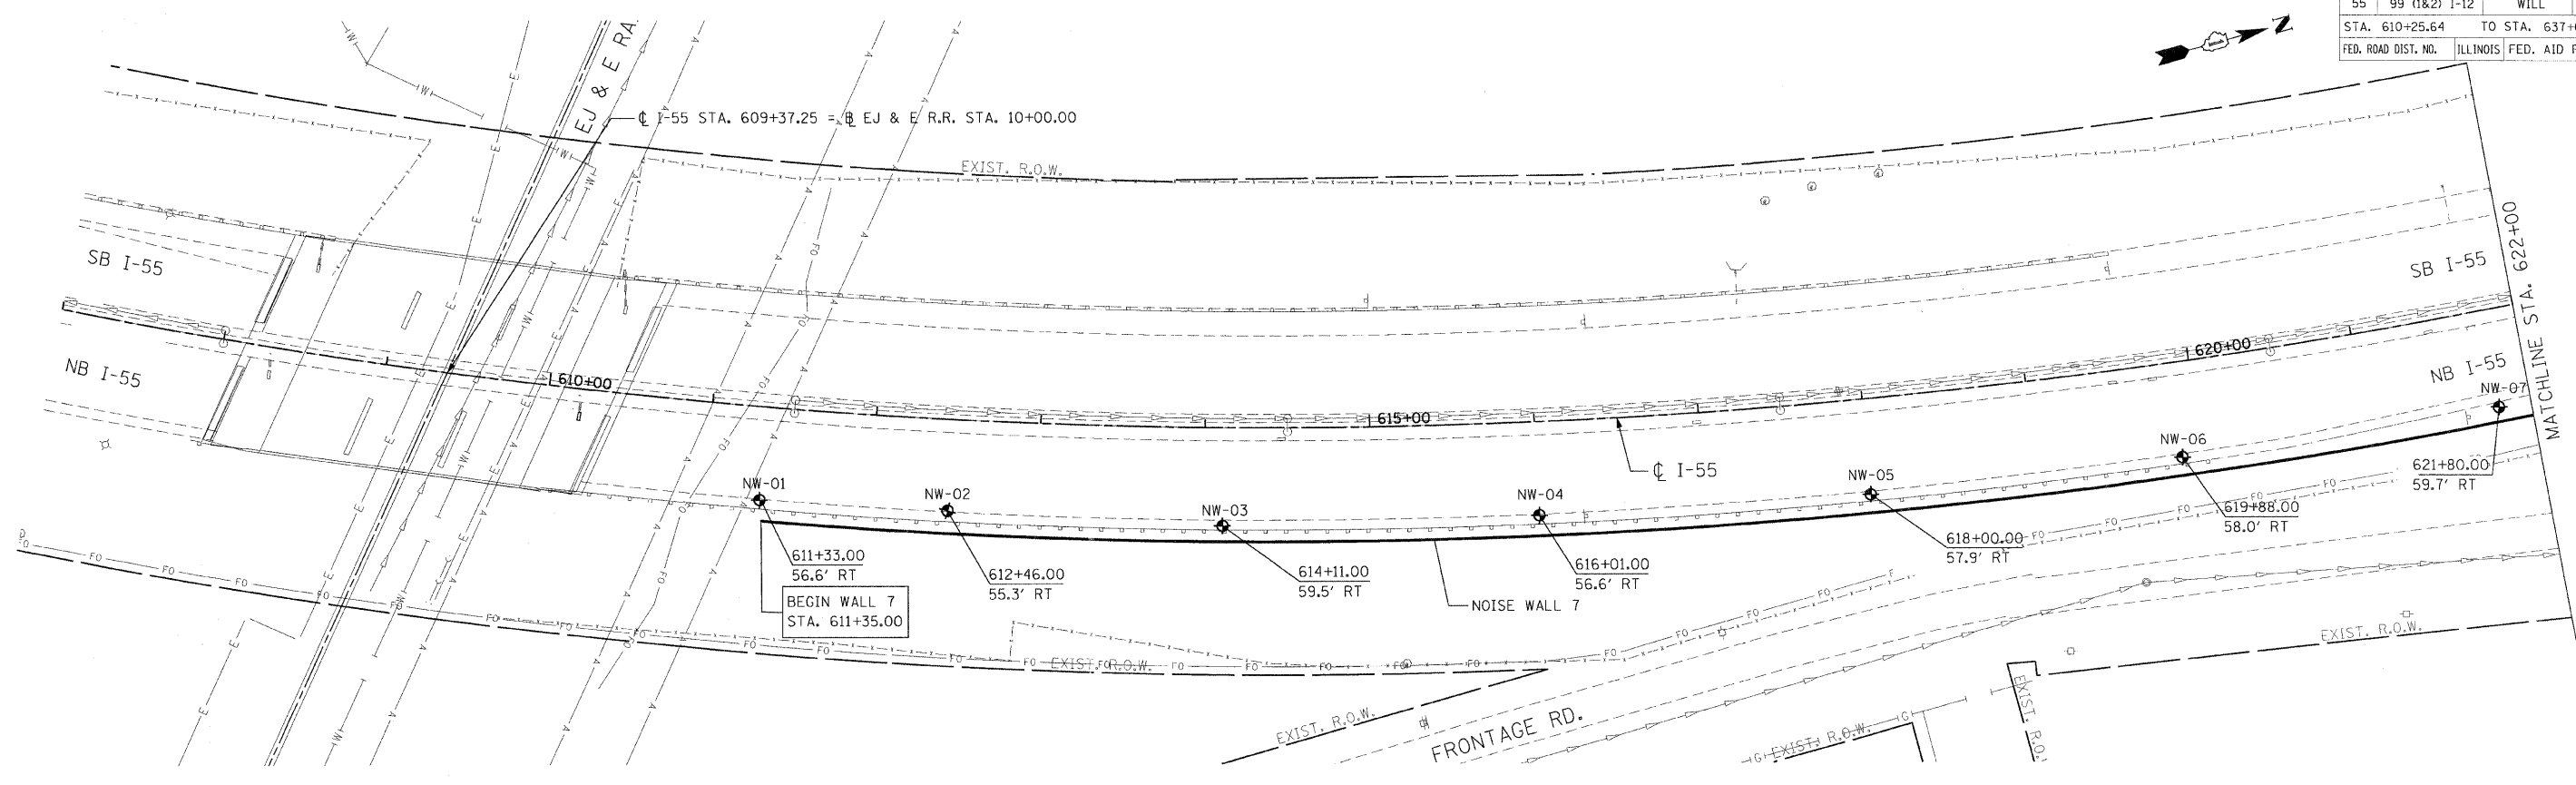 55 99 (1&2) I-12 WILL
STA. 610+25.64 TO STA. 637+
FED. ROAD DIST. NO. ILLINOIS FED. AID
N
EJ & E RA
℄ I-55 STA. 609+37.25 = ℄ EJ & E R.R. STA. 10+00.00
EXIST. R.O.W.
SB I-55
NB I-55
610+00
615+00
620+00
SB I-55
NB I-55
MATCHLINE STA. 622+00
℄ I-55
NW-01
611+33.00
56.6' RT
NW-02
612+46.00
55.3' RT
NW-03
614+11.00
59.5' RT
NW-04
616+01.00
56.6' RT
NW-05
618+00.00
57.9' RT
NW-06
619+88.00
58.0' RT
NW-07
621+80.00
59.7' RT
BEGIN WALL 7
STA. 611+35.00
NOISE WALL 7
EXIST. R.O.W.
EXIST. R.O.W.
FRONTAGE RD.
EXIST. R.O.W.
EXIST. R.O.W.
EXIST. R.O.W.